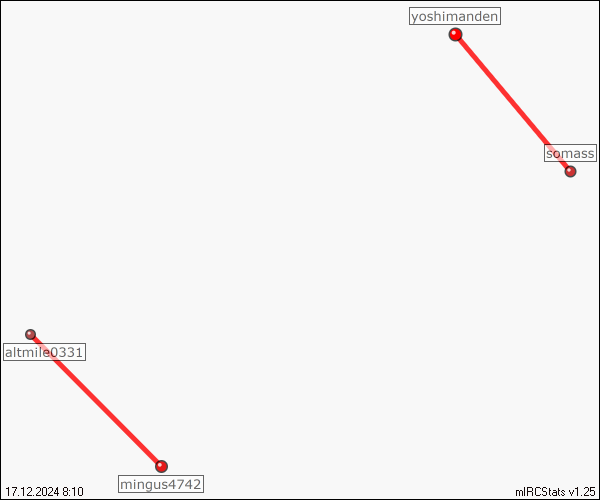 yoshimanden
somass
altmile0331
mingus4742
17.12.2024 8:10
mIRCStats v1.25